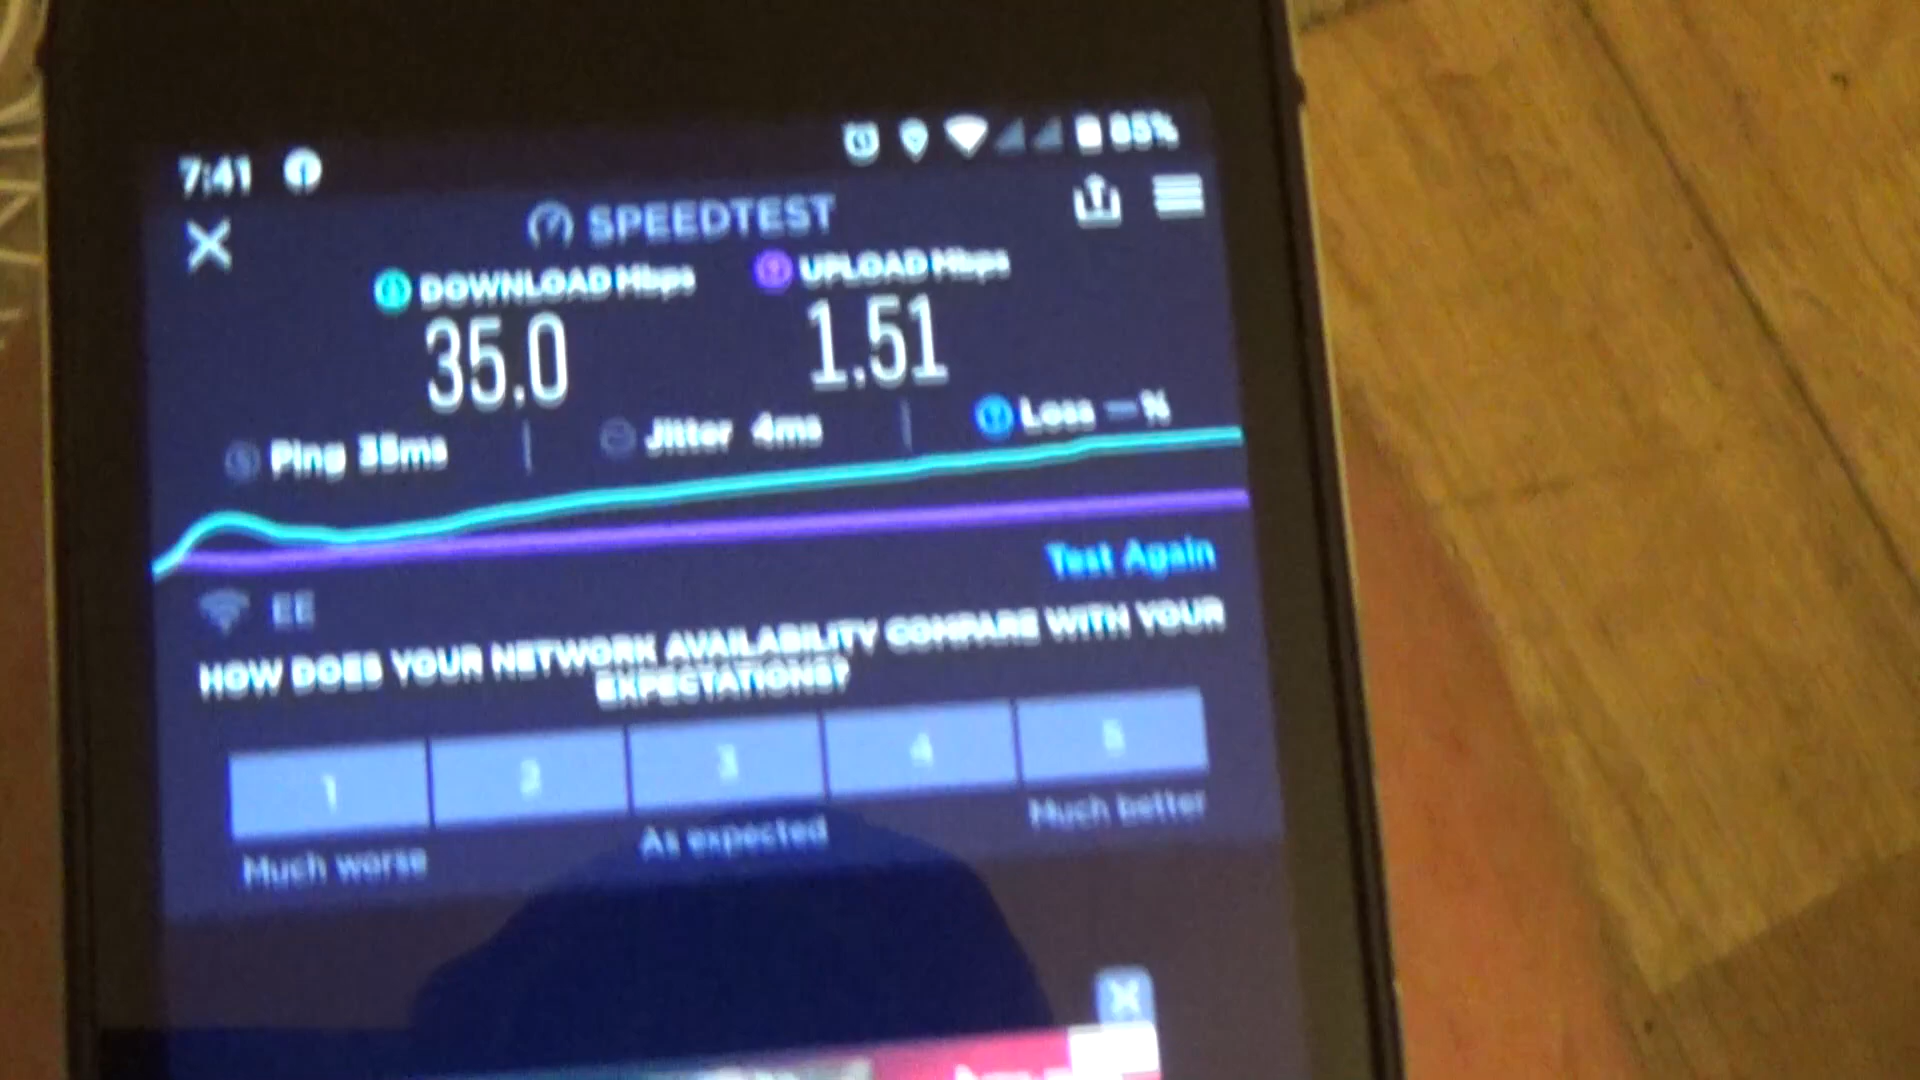 7:41 85%
SPEEDTEST
DOWNLOAD Mbps UPLOAD Mbps
35.0 1.51
Ping ms Jitter 4ms Loss — %
Test Again
EE
HOW DOES YOUR NETWORK AVAILABILITY COMPARE WITH YOUR
EXPECTATIONS?
1 2 3 4 5
Much worse As expected Much better